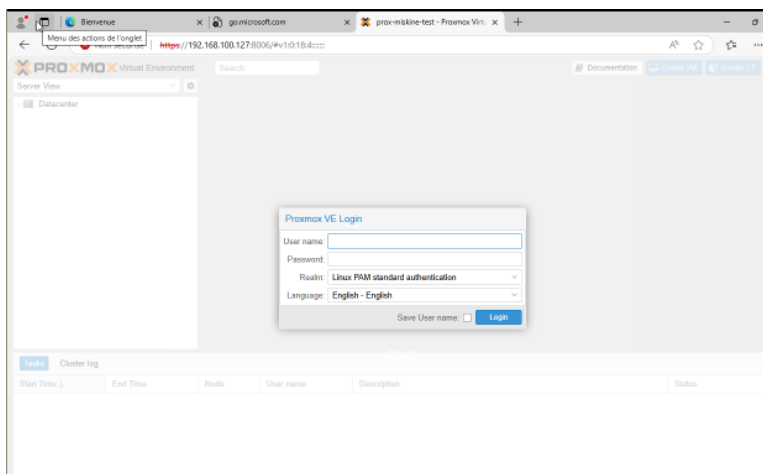 Bienvenue
go.microsoft.com
prox-miskine-test - Proxmox Virtu
Menu des actions de l'onglet
Non sécurisé
https://192.168.100.127:8006/#v1:0:18:4:::::
PROXMOX Virtual Environment
Search
Documentation
Create VM
Create CT
Server View
Datacenter
Proxmox VE Login
User name:
Password:
Realm: Linux PAM standard authentication
Language: English - English
Save User name:
Login
Tasks
Cluster log
Start Time ↓
End Time
Node
User name
Description
Status